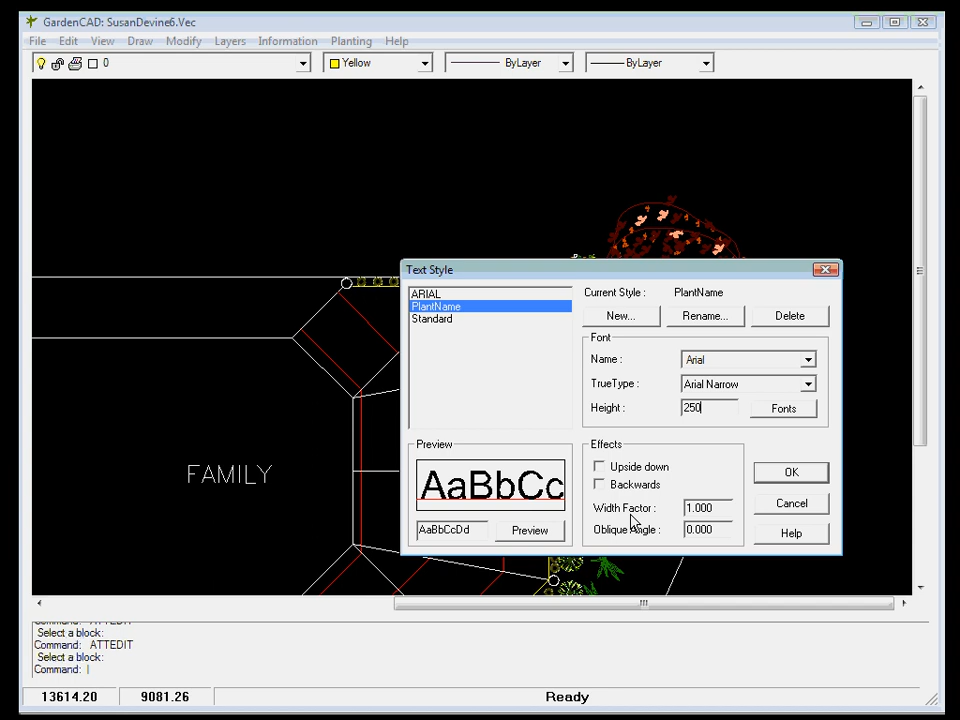 GardenCAD: SusanDevine6.Vec
File Edit View Draw Modify Layers Information Planting Help
0 Yellow ByLayer ByLayer
Text Style
ARIAL
PlantName
Standard
Current Style : PlantName
New... Rename... Delete
Font
Name : Arial
TrueType : Arial Narrow
Height : 250 Fonts
Preview
AaBbCc
AaBbCcDd Preview
Effects
Upside down
Backwards
Width Factor : 1.000
Oblique Angle : 0.000
OK
Cancel
Help
FAMILY
Command: ATTEDIT
Select a block:
Command: ATTEDIT
Select a block:
Command:
13614.20 9081.26 Ready